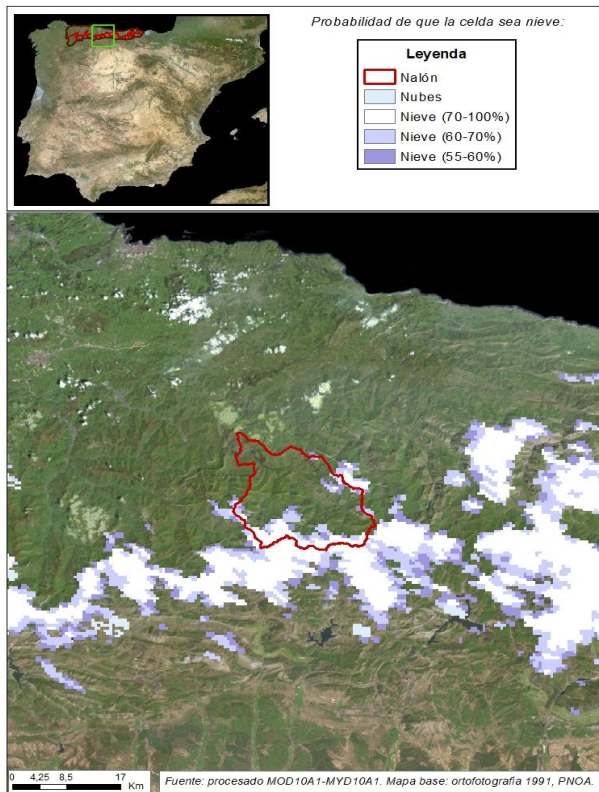 Probabilidad de que la celda sea nieve:
Leyenda
Nalón
Nubes
Nieve (70-100%)
Nieve (60-70%)
Nieve (55-60%)
0 4,25 8,5 17
Km
Fuente: procesado MOD10A1-MYD10A1. Mapa base: ortofotografia 1991, PNOA.